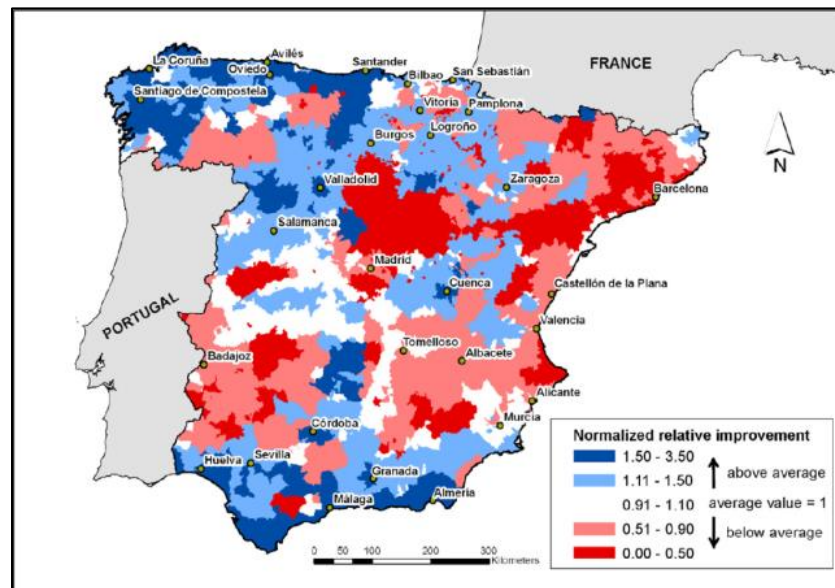 FRANCE
Avilés
La Coruña
Oviedo
Santander
Bilbao
San Sebastián
Santiago de Compostela
Vitoria
Pamplona
Logroño
Burgos
N
Valladolid
Zaragoza
Barcelona
Salamanca
Madrid
Cuenca
Castellón de la Plana
PORTUGAL
Valencia
Tomelloso
Badajoz
Albacete
Alicante
Murcia
Córdoba
Huelva
Sevilla
Granada
Almería
Málaga
Normalized relative improvement
1.50 - 3.50
1.11 - 1.50
above average
0.91 - 1.10
average value = 1
0.51 - 0.90
below average
0.00 - 0.50
0 50 100 200 300
Kilometers